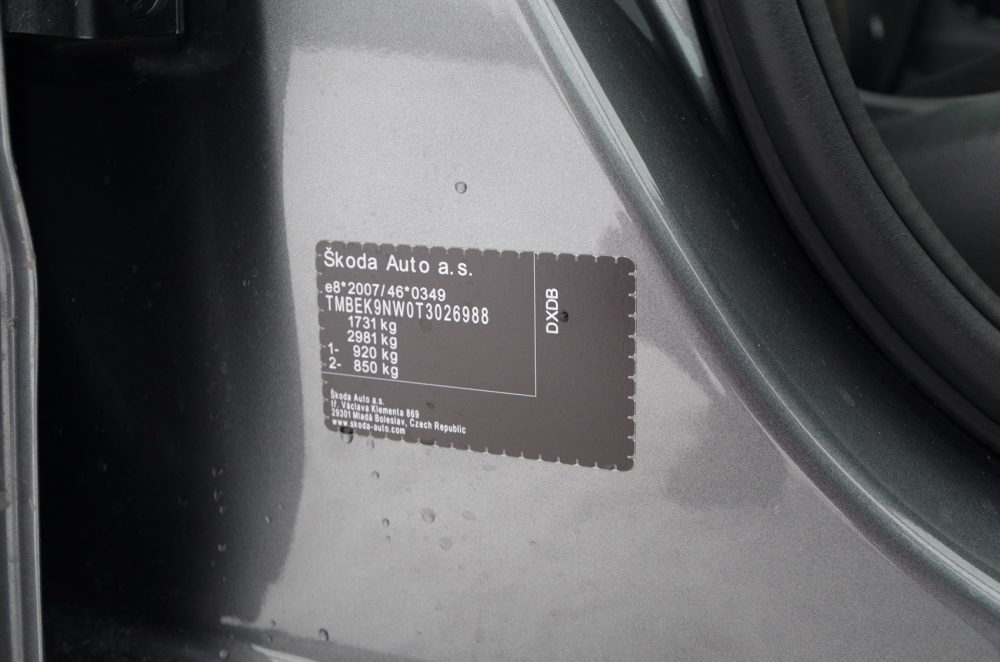 Škoda Auto a.s.
e8*2007/46*0349
TMBEK9NW0T3026988
1731 kg
2981 kg
1- 920 kg
2- 850 kg
DXDB
Škoda Auto a.s.
tř. Václava Klementa 869
29301 Mladá Boleslav, Czech Republic
www.skoda-auto.com